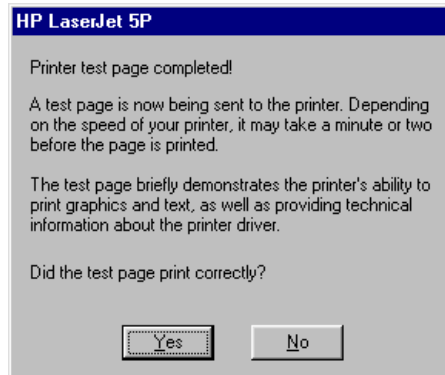 HP LaserJet 5P
Printer test page completed!
A test page is now being sent to the printer. Depending
on the speed of your printer, it may take a minute or two
before the page is printed.
The test page briefly demonstrates the printer's ability to
print graphics and text, as well as providing technical
information about the printer driver.
Did the test page print correctly?
Yes No